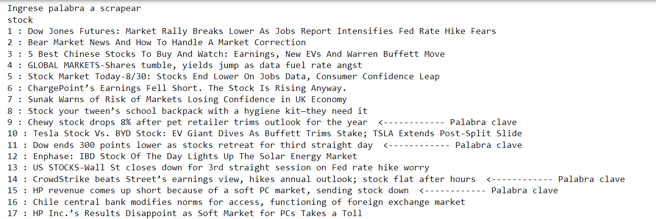 Ingrese palabra a scrapear
stock
1 : Dow Jones Futures: Market Rally Breaks Lower As Jobs Report Intensifies Fed Rate Hike Fears
2 : Bear Market News And How To Handle A Market Correction
3 : 5 Best Chinese Stocks To Buy And Watch: Earnings, New EVs And Warren Buffett Move
4 : GLOBAL MARKETS-Shares tumble, yields jump as data fuel rate angst
5 : Stock Market Today-8/30: Stocks End Lower On Jobs Data, Consumer Confidence Leap
6 : ChargePoint’s Earnings Fell Short. The Stock Is Rising Anyway.
7 : Sunak Warns of Risk of Markets Losing Confidence in UK Economy
8 : Stock your tween’s school backpack with a hygiene kit—they need it
9 : Chewy stock drops 8% after pet retailer trims outlook for the year <------------ Palabra clave
10 : Tesla Stock Vs. BYD Stock: EV Giant Dives As Buffett Trims Stake; TSLA Extends Post-Split Slide
11 : Dow ends 300 points lower as stocks retreat for third straight day <------------ Palabra clave
12 : Enphase: IBD Stock Of The Day Lights Up The Solar Energy Market
13 : US STOCKS-Wall St closes down for 3rd straight session on Fed rate hike worry
14 : CrowdStrike beats Street’s earnings view, hikes annual outlook; stock flat after hours <------------ Palabra clave
15 : HP revenue comes up short because of a soft PC market, sending stock down <------------ Palabra clave
16 : Chile central bank modifies norms for access, functioning of foreign exchange market
17 : HP Inc.’s Results Disappoint as Soft Market for PCs Takes a Toll